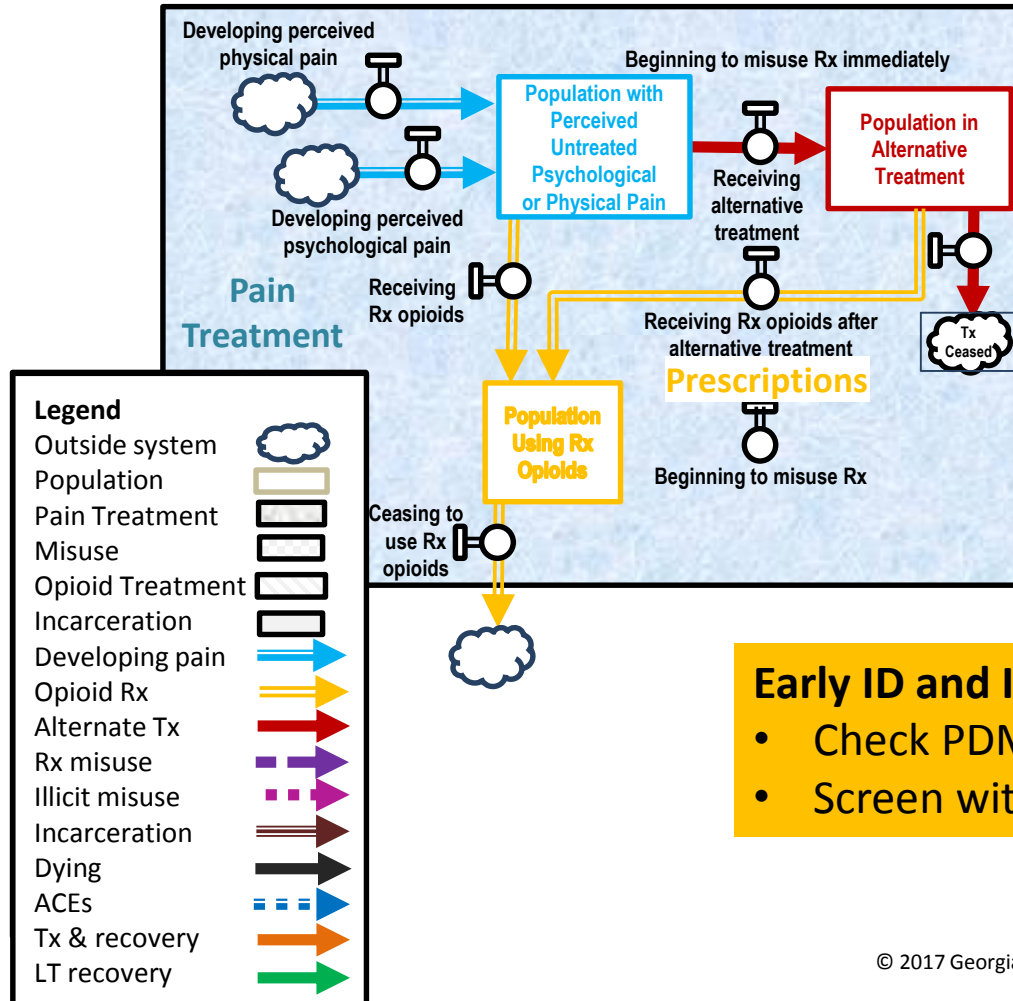 Developing perceived
physical pain
Beginning to misuse Rx immediately
Population with
Perceived
Untreated
Psychological
or Physical Pain
Population in
Alternative
Treatment
Receiving
alternative
treatment
Developing perceived
psychological pain
Pain
Treatment
Receiving
Rx opioids
Receiving Rx opioids after
alternative treatment
Tx
Ceased
Prescriptions
Population
Using Rx
Opioids
Beginning to misuse Rx
Ceasing to
use Rx
opioids
Legend
Outside system
Population
Pain Treatment
Misuse
Opioid Treatment
Incarceration
Developing pain
Opioid Rx
Alternate Tx
Rx misuse
Illicit misuse
Incarceration
Dying
ACEs
Tx & recovery
LT recovery
Early ID and I
• Check PDM
• Screen wit
© 2017 Georgia